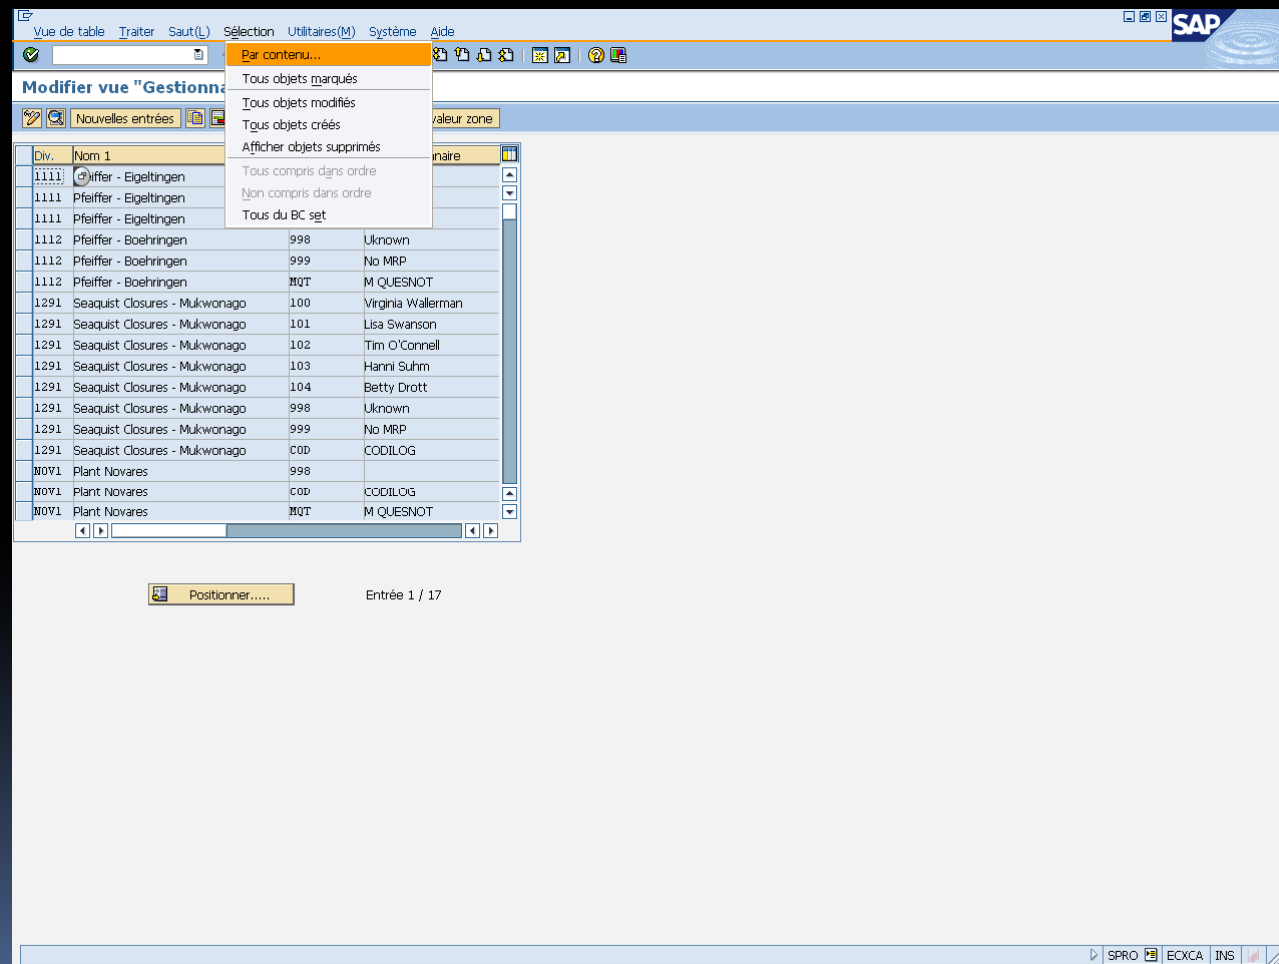 Vue de table Traiter Saut(L) Sélection Utilitaires(M) Système Aide
SAP
Par contenu...
Tous objets marqués
Tous objets modifiés
Tous objets créés
Afficher objets supprimés
Tous compris dans ordre
Non compris dans ordre
Tous du BC set
Modifier vue "Gestionna
Nouvelles entrées valeur zone
Div. Nom 1 naire
1111 iffer - Eigeltingen
1111 Pfeiffer - Eigeltingen
1111 Pfeiffer - Eigeltingen
1112 Pfeiffer - Boehringen 998 Uknown
1112 Pfeiffer - Boehringen 999 No MRP
1112 Pfeiffer - Boehringen MQT M QUESNOT
1291 Seaquist Closures - Mukwonago 100 Virginia Wallerman
1291 Seaquist Closures - Mukwonago 101 Lisa Swanson
1291 Seaquist Closures - Mukwonago 102 Tim O'Connell
1291 Seaquist Closures - Mukwonago 103 Hanni Suhm
1291 Seaquist Closures - Mukwonago 104 Betty Drott
1291 Seaquist Closures - Mukwonago 998 Uknown
1291 Seaquist Closures - Mukwonago 999 No MRP
1291 Seaquist Closures - Mukwonago COD CODILOG
NOV1 Plant Novares 998
NOV1 Plant Novares COD CODILOG
NOV1 Plant Novares MQT M QUESNOT
Positionner..... Entrée 1 / 17
SPRO ECXCA INS